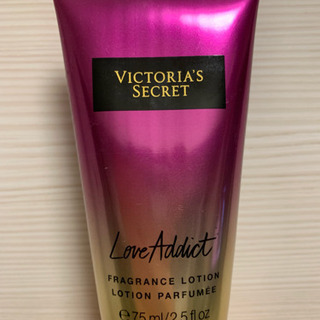 VICTORIA'S
SECRET
Love Addict
FRAGRANCE LOTION
LOTION PARFUMÉE
℮ 75 ml/2.5 fl oz